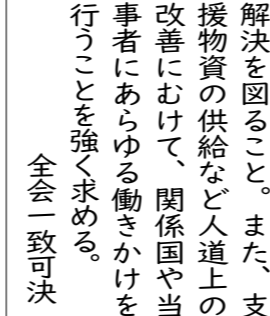 解決を図ること。また、支
援物資の供給など人道上の
改善にむけて、関係国や当
事者にあらゆる働きかけを
行うことを強く求める。
全会一致可決